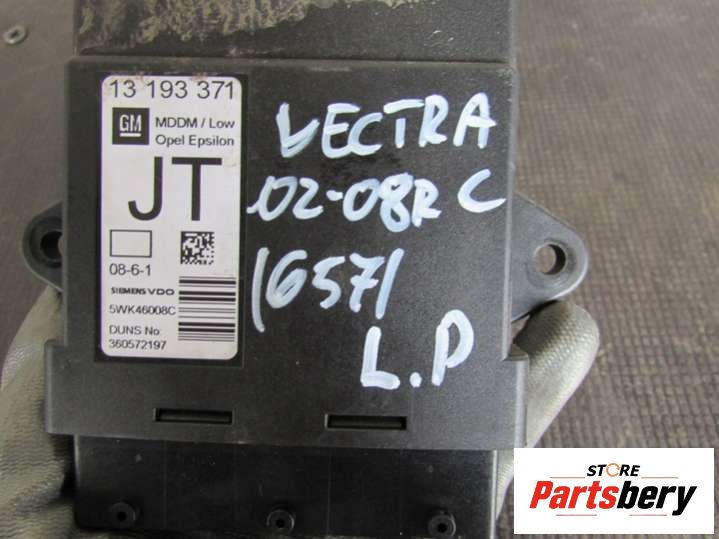 13 193 371
GM
MDDM / Low
Opel Epsilon
JT
08-6-1
SIEMENS VDO
5WK46008C
DUNS No:
360572197
VECTRA
02-08R C
16571
L.P
STORE
Partsbery